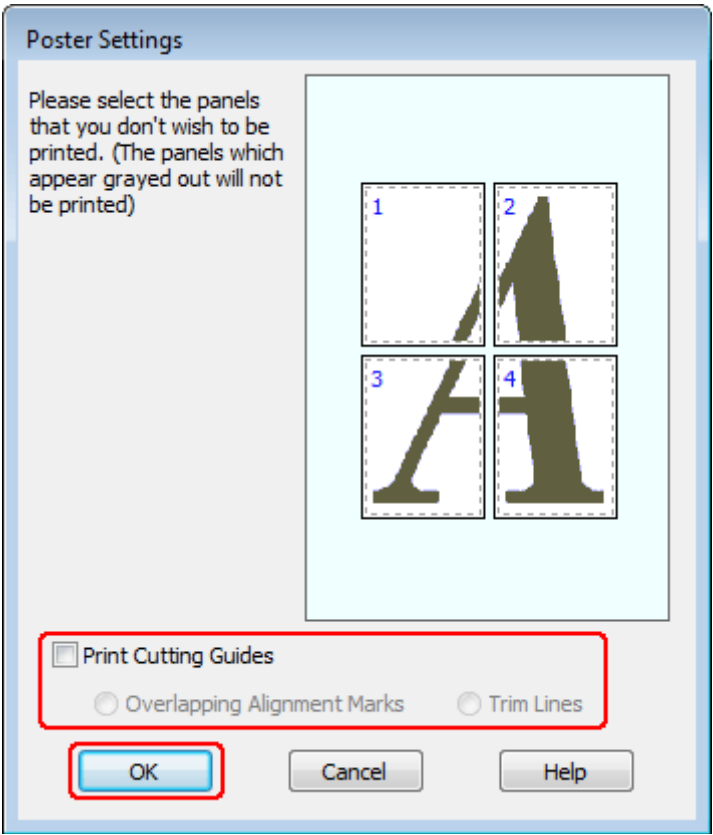 Poster Settings
Please select the panels
that you don't wish to be
printed. (The panels which
appear grayed out will not
be printed)
1
2
3
4
A
Print Cutting Guides
Overlapping Alignment Marks
Trim Lines
OK
Cancel
Help